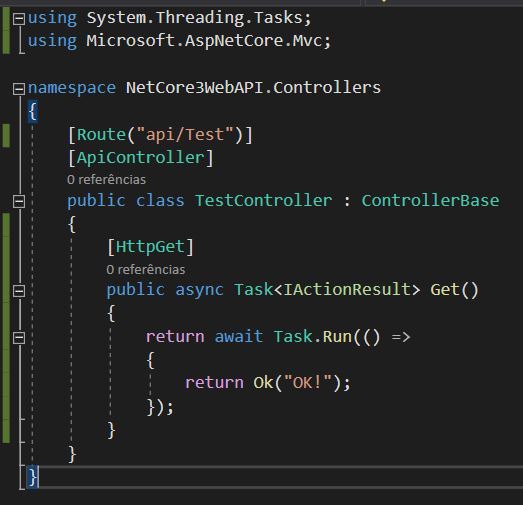 using System.Threading.Tasks;
using Microsoft.AspNetCore.Mvc;
namespace NetCore3WebAPI.Controllers
{
[Route("api/Test")]
[ApiController]
0 referências
public class TestController : ControllerBase
{
[HttpGet]
0 referências
public async Task<IActionResult> Get()
{
return await Task.Run(() =>
{
return Ok("OK!");
});
}
}
}